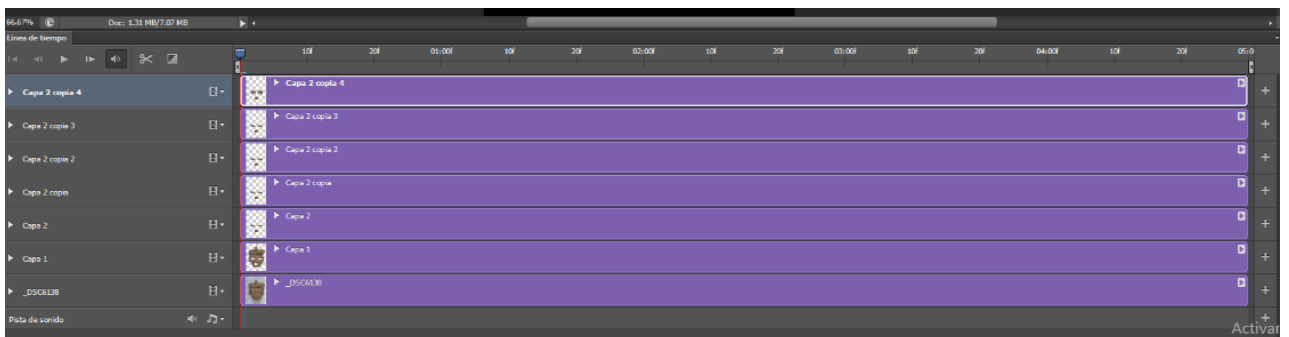 66.67% Doc: 1.31 MB/7.07 MB
Línea de tiempo
10f 20f 01:00f 10f 20f 02:00f 10f 20f 03:00f 10f 20f 04:00f 10f 20f 05:0
Capa 2 copia 4 Capa 2 copia 4
Capa 2 copia 3 Capa 2 copia 3
Capa 2 copia 2 Capa 2 copia 2
Capa 2 copia Capa 2 copia
Capa 2 Capa 2
Capa 1 Capa 1
_DSC6138 _DSC6138
Pista de sonido
Activar